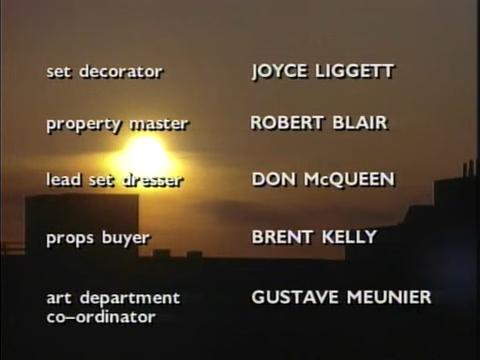 set decorator JOYCE LIGGETT
property master ROBERT BLAIR
lead set dresser DON McQUEEN
props buyer BRENT KELLY
art department GUSTAVE MEUNIER
co-ordinator